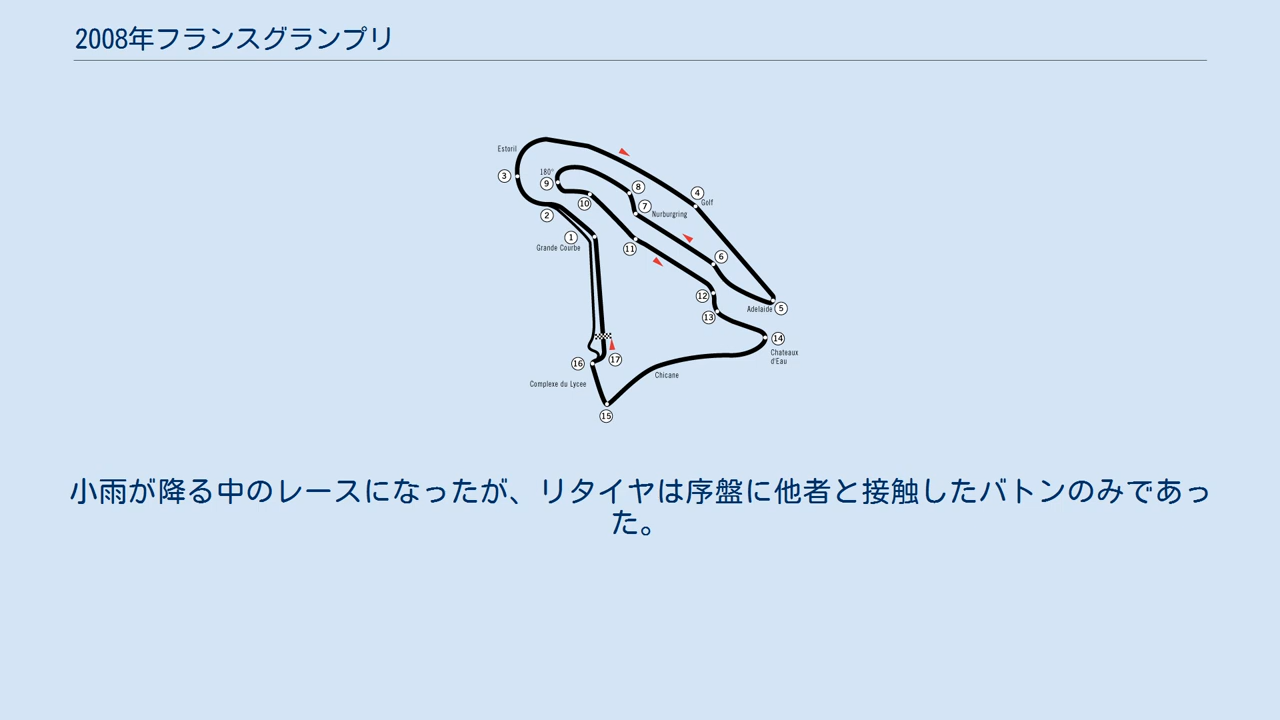 2008年フランスグランプリ
Estoril
180°
3
9
8
4
10
7
Golf
2
Nurburgring
1
11
Grande Courbe
6
12
Adelaide
5
13
14
Chateaux
d'Eau
16
17
Chicane
Complexe du Lycee
15
小雨が降る中のレースになったが、リタイヤは序盤に他者と接触したバトンのみであっ
た。